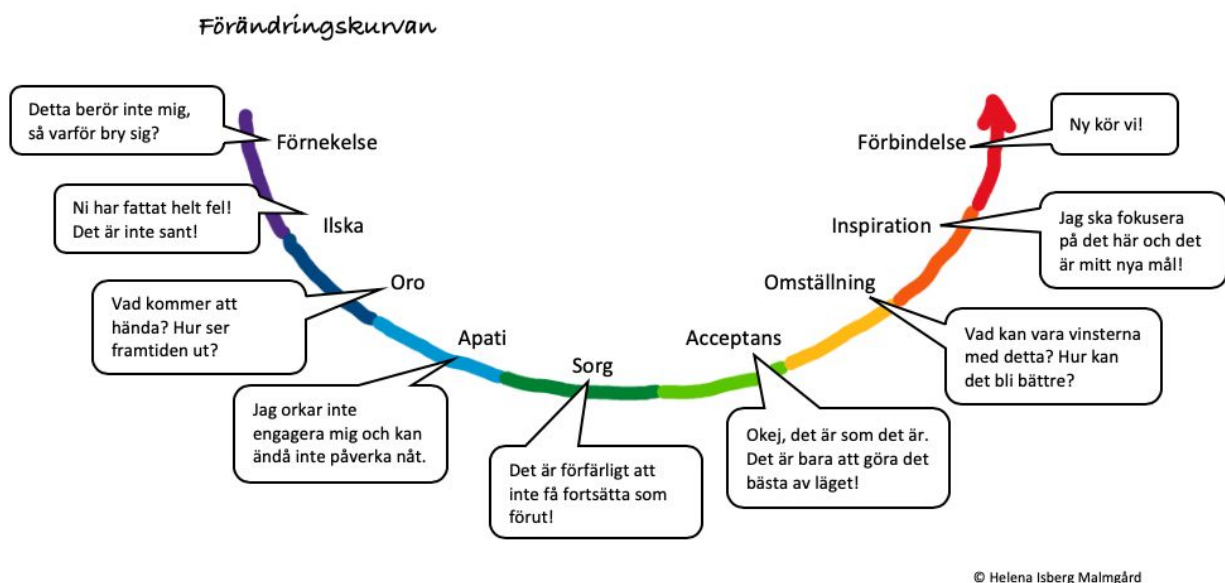 Förändringskurvan
Detta berör inte mig,
så varför bry sig?
Förnekelse
Ni har fattat helt fel!
Det är inte sant!
Ilska
Vad kommer att
hända? Hur ser
framtiden ut?
Oro
Jag orkar inte
engagera mig och kan
ändå inte påverka nåt.
Apati
Det är förfärligt att
inte få fortsätta som
förut!
Sorg
Okej, det är som det är.
Det är bara att göra det
bästa av läget!
Acceptans
Vad kan vara vinsterna
med detta? Hur kan
det bli bättre?
Omställning
Jag ska fokusera
på det här och det
är mitt nya mål!
Inspiration
Ny kör vi!
Förbindelse
© Helena Isberg Malmgård